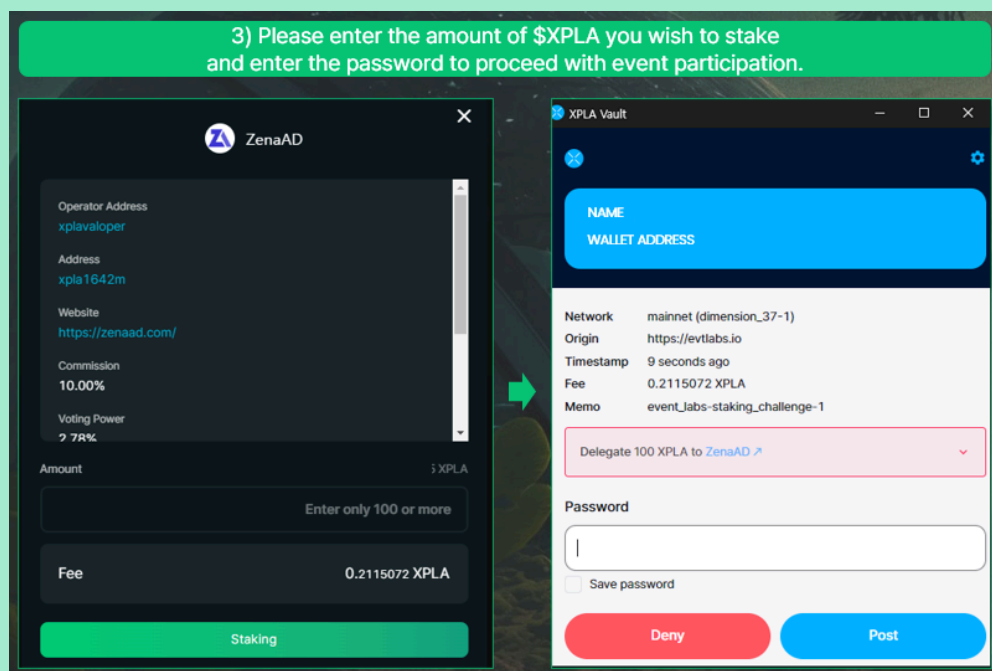 3) Please enter the amount of $XPLA you wish to stake
and enter the password to proceed with event participation.
ZenaAD
Operator Address
xplavaloper
Address
xpla1642m
Website
https://zenaad.com/
Commission
10.00%
Voting Power
2.78%
Amount
XPLA
Enter only 100 or more
Fee
0.2115072 XPLA
Staking
XPLA Vault
NAME
WALLET ADDRESS
Network mainnet (dimension_37-1)
Origin https://evtlabs.io
Timestamp 9 seconds ago
Fee 0.2115072 XPLA
Memo event_labs-staking_challenge-1
Delegate 100 XPLA to ZenaAD
Password
Save password
Deny
Post